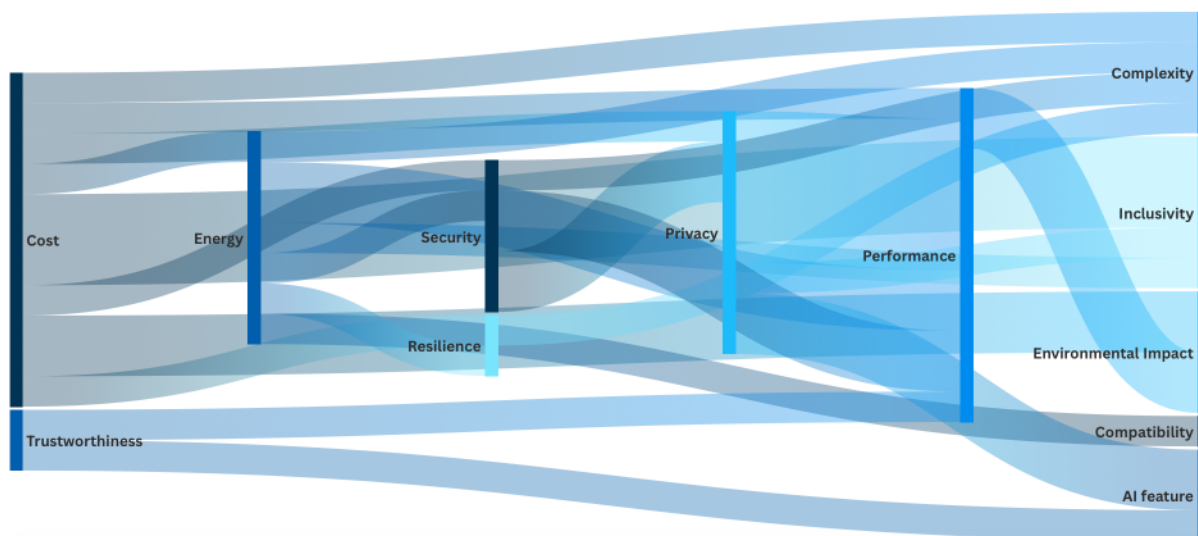 Complexity
Inclusivity
Cost
Energy
Security
Privacy
Performance
Resilience
Environmental Impact
Trustworthiness
Compatibility
AI feature